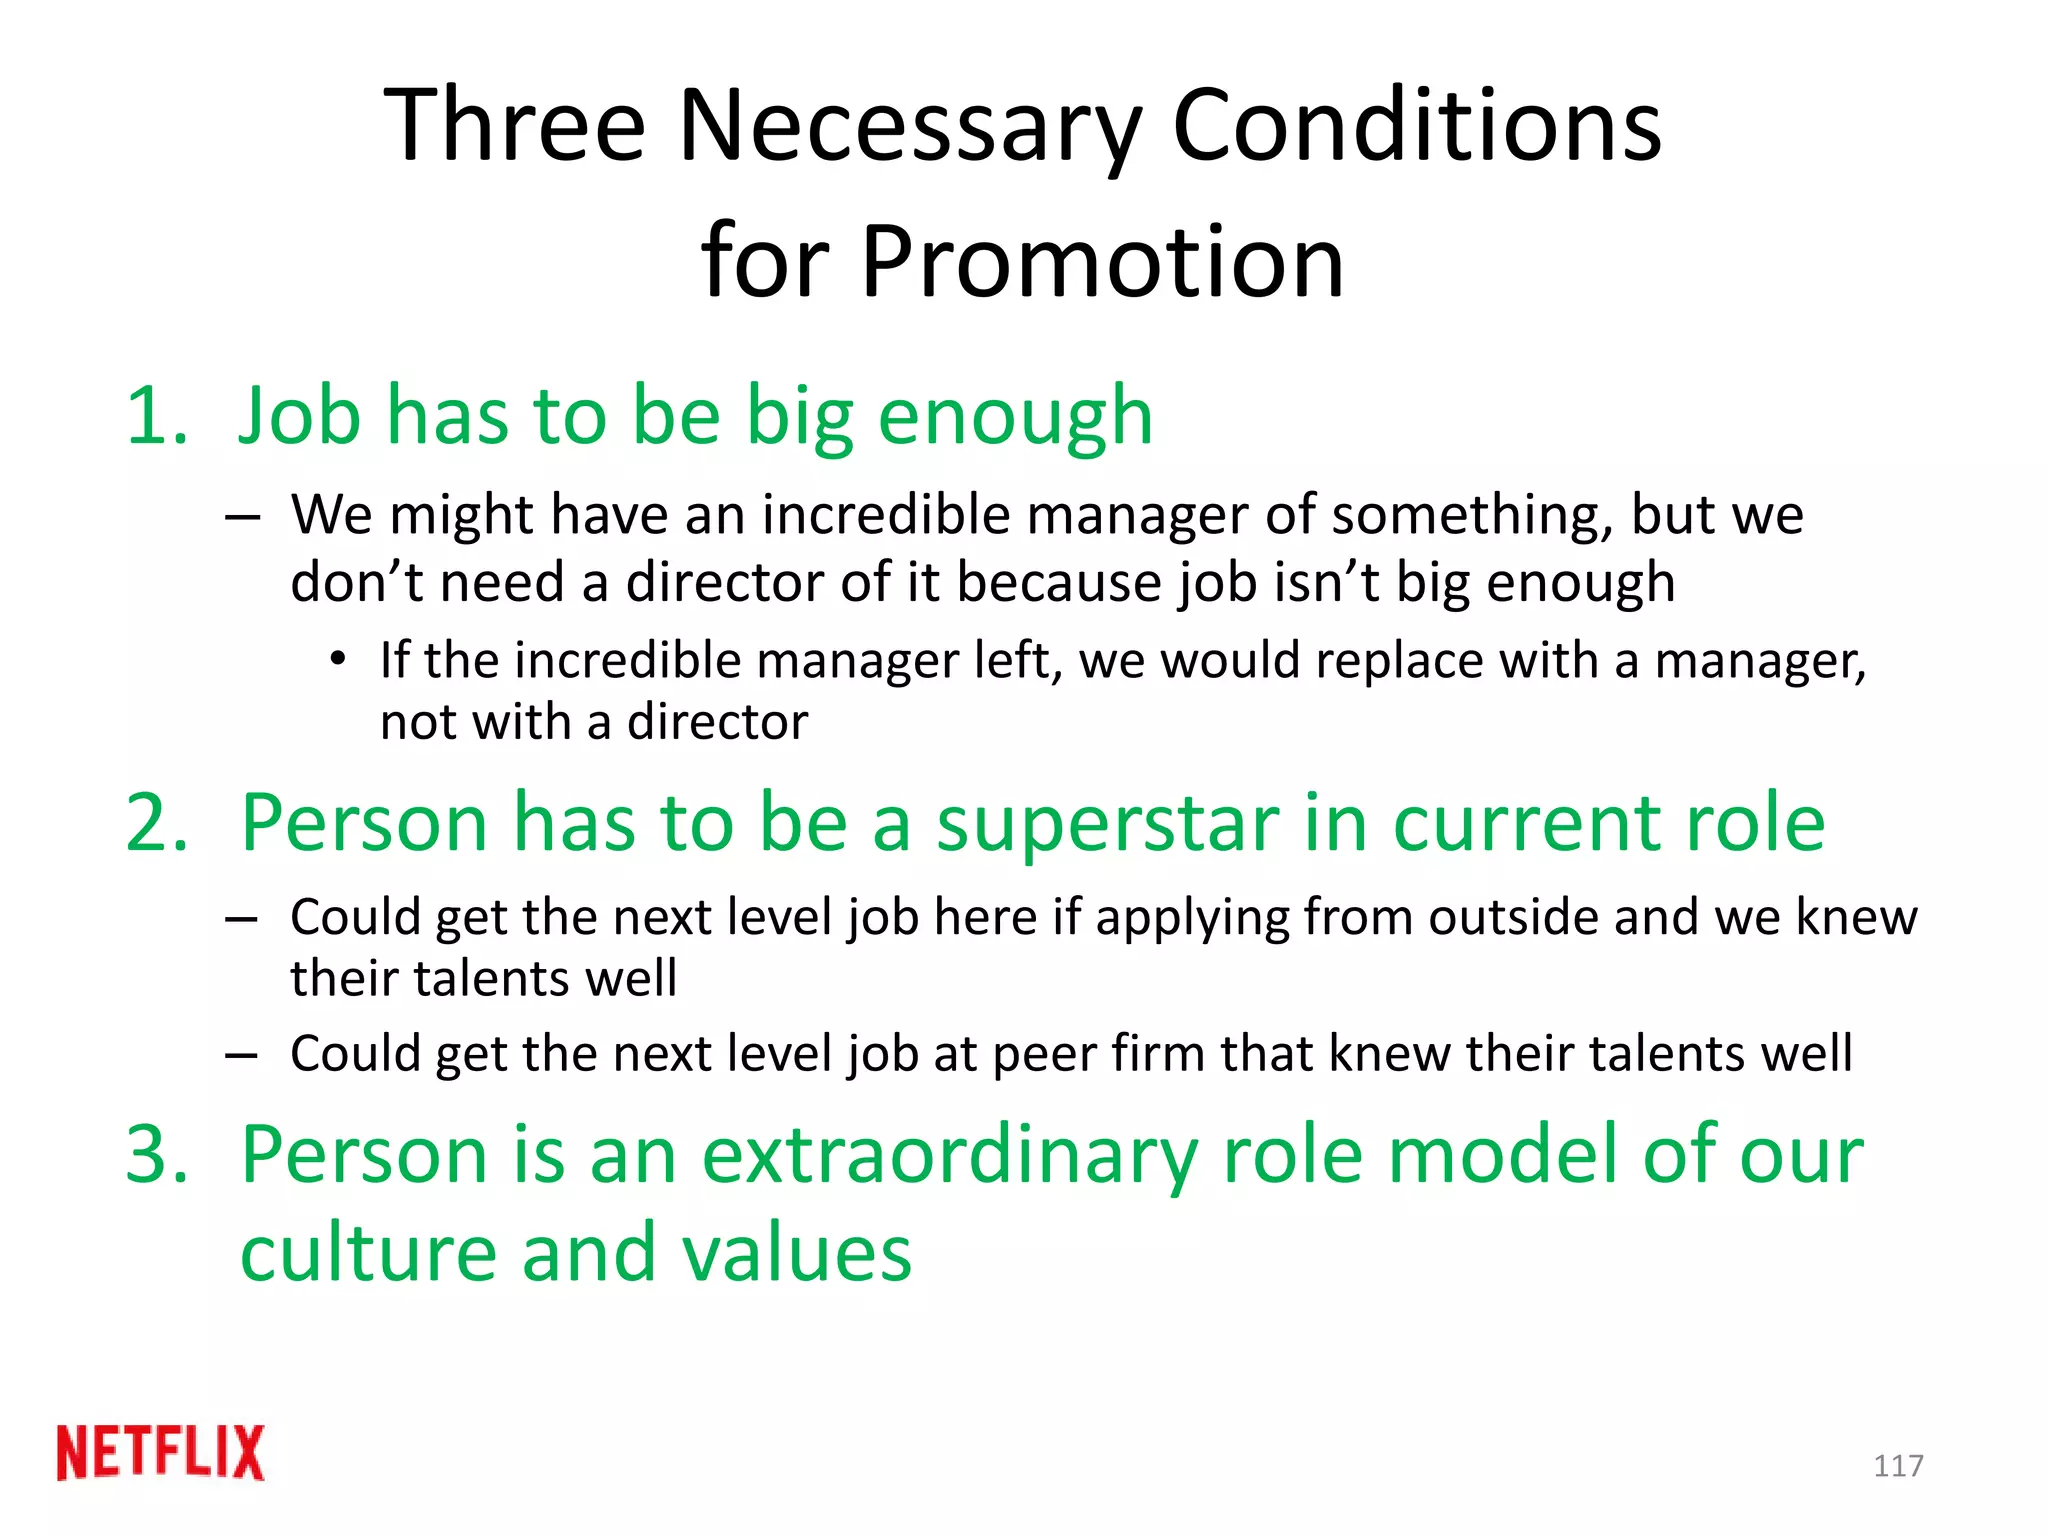 Three Necessary Conditions
for Promotion
1. Job has to be big enough
– We might have an incredible manager of something, but we
don’t need a director of it because job isn’t big enough
• If the incredible manager left, we would replace with a manager,
not with a director
2. Person has to be a superstar in current role
– Could get the next level job here if applying from outside and we knew
their talents well
– Could get the next level job at peer firm that knew their talents well
3. Person is an extraordinary role model of our
culture and values
NETFLIX
117